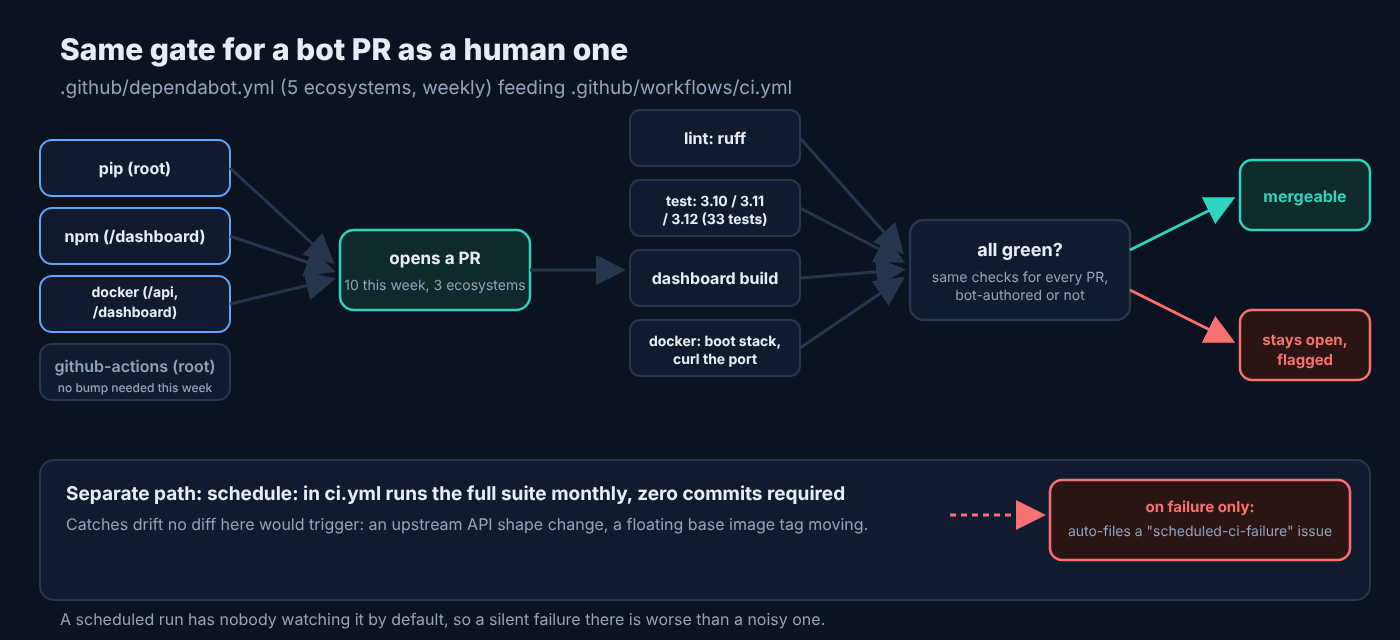 Same gate for a bot PR as a human one
.github/dependabot.yml (5 ecosystems, weekly) feeding .github/workflows/ci.yml
pip (root)
npm (/dashboard)
docker (/api,
/dashboard)
github-actions (root)
no bump needed this week
opens a PR
10 this week, 3 ecosystems
lint: ruff
test: 3.10 / 3.11
/ 3.12 (33 tests)
dashboard build
docker: boot stack,
curl the port
all green?
same checks for every PR,
bot-authored or not
mergeable
stays open,
flagged
Separate path: schedule: in ci.yml runs the full suite monthly, zero commits required
Catches drift no diff here would trigger: an upstream API shape change, a floating base image tag moving.
on failure only:
auto-files a "scheduled-ci-failure" issue
A scheduled run has nobody watching it by default, so a silent failure there is worse than a noisy one.